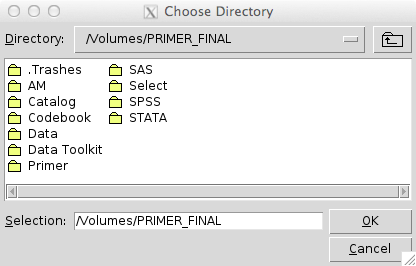 Choose Directory
Directory: /Volumes/PRIMER_FINAL
.Trashes SAS
AM Select
Catalog SPSS
Codebook STATA
Data
Data Toolkit
Primer
Selection: /Volumes/PRIMER_FINAL OK
Cancel